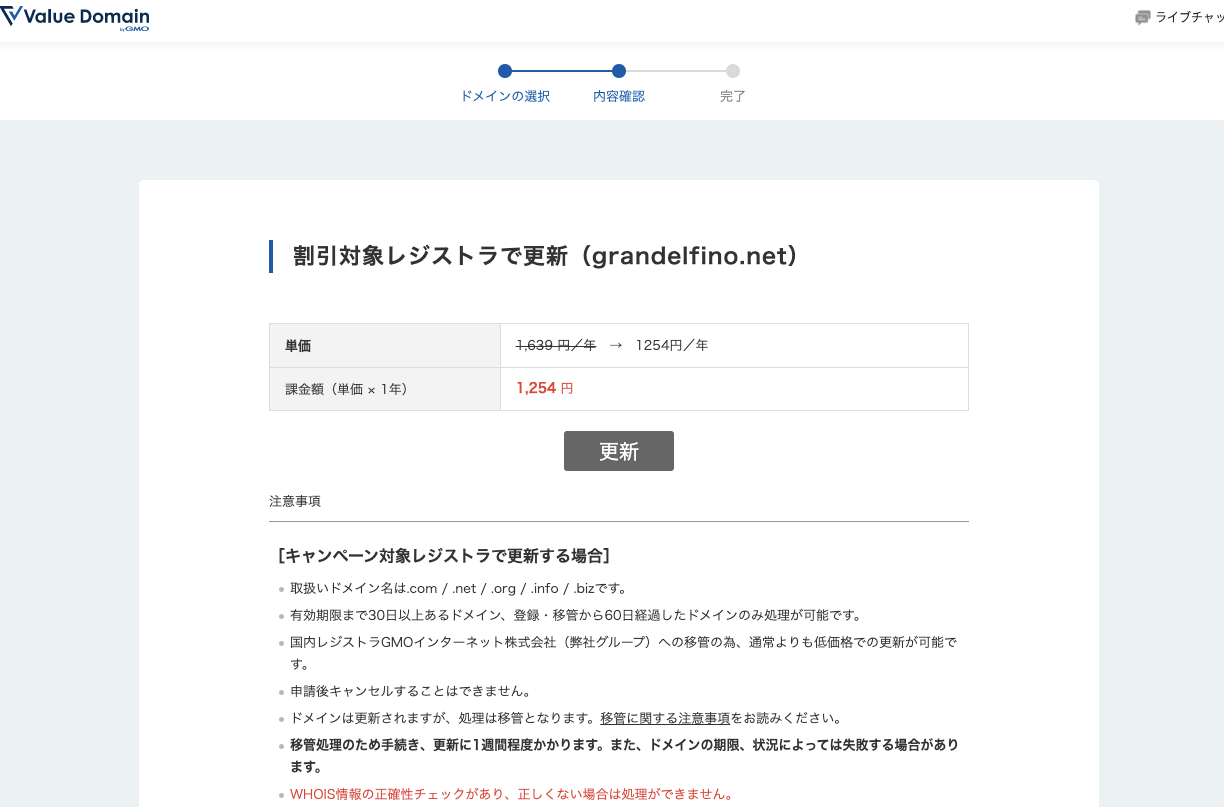 Value Domain
by GMO
ライブチャッ
ドメインの選択
内容確認
完了
割引対象レジストラで更新（grandelfino.net）
単価
1,639 円／年 → 1254円／年
課金額（単価 × 1年）
1,254 円
更新
注意事項
［キャンペーン対象レジストラで更新する場合］
取扱いドメイン名は.com / .net / .org / .info / .bizです。
有効期限まで30日以上あるドメイン、登録・移管から60日経過したドメインのみ処理が可能です。
国内レジストラGMOインターネット株式会社（弊社グループ）への移管の為、通常よりも低価格での更新が可能で
す。
申請後キャンセルすることはできません。
ドメインは更新されますが、処理は移管となります。移管に関する注意事項をお読みください。
移管処理のため手続き、更新に1週間程度かかります。また、ドメインの期限、状況によっては失敗する場合があり
ます。
WHOIS情報の正確性チェックがあり、正しくない場合は処理ができません。